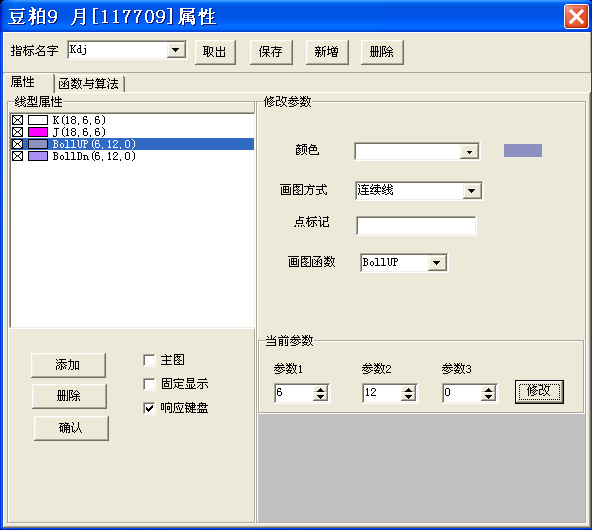 豆粕9 月[117709]属性
指标名字 Kdj 取出 保存 新增 删除
属性 函数与算法
线型属性
K(18,6,6)
J(18,6,6)
BollUP(6,12,0)
BollDn(6,12,0)
添加
删除
确认
主图
固定显示
响应键盘
修改参数
颜色
画图方式 连续线
点标记
画图函数 BollUP
当前参数
参数1 参数2 参数3
6 12 0 修改